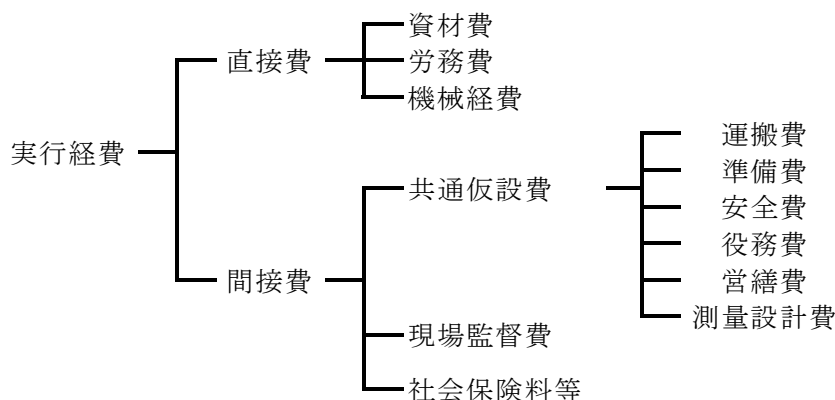 資材費
直接費
労務費
機械経費
実行経費
運搬費
準備費
共通仮設費
安全費
役務費
間接費
営繕費
測量設計費
現場監督費
社会保険料等